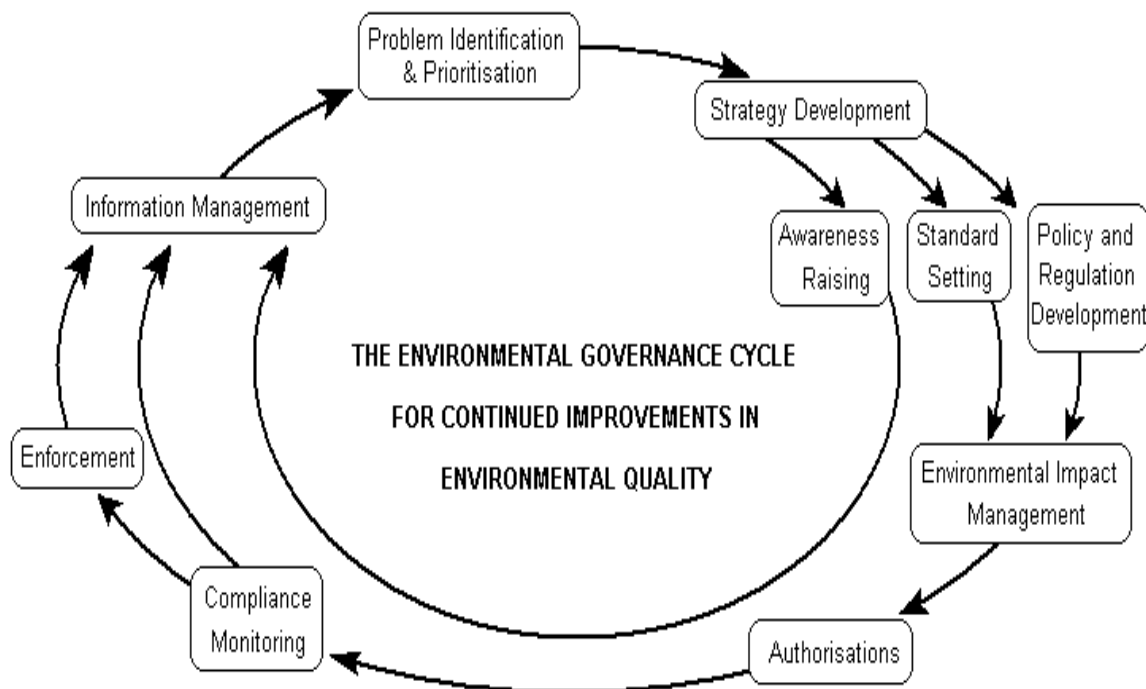 Problem Identification
& Prioritisation
Strategy Development
Information Management
Awareness
Raising
Standard
Setting
Policy and
Regulation
Development
THE ENVIRONMENTAL GOVERNANCE CYCLE
FOR CONTINUED IMPROVEMENTS IN
ENVIRONMENTAL QUALITY
Enforcement
Environmental Impact
Management
Compliance
Monitoring
Authorisations